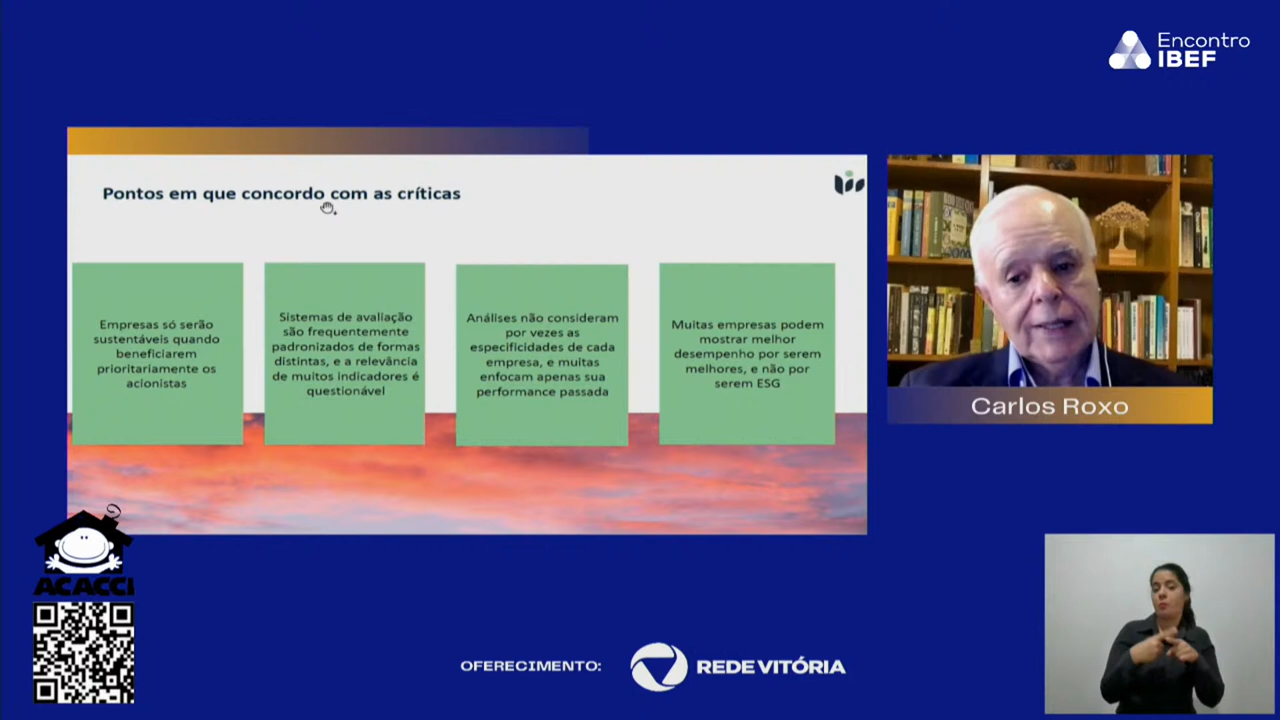 Encontro
IBEF
Pontos em que concordo com as críticas
Empresas só serão
sustentáveis quando
beneficiarem
prioritariamente os
acionistas
Sistemas de avaliação
são frequentemente
padronizados de formas
distintas, e a relevância
de muitos indicadores é
questionável
Análises não consideram
por vezes as
especificidades de cada
empresa, e muitas
enfocam apenas sua
performance passada
Muitas empresas podem
mostrar melhor
desempenho por serem
melhores, e não por
serem ESG
Carlos Roxo
ACACCI
OFERECIMENTO:
REDE VITÓRIA